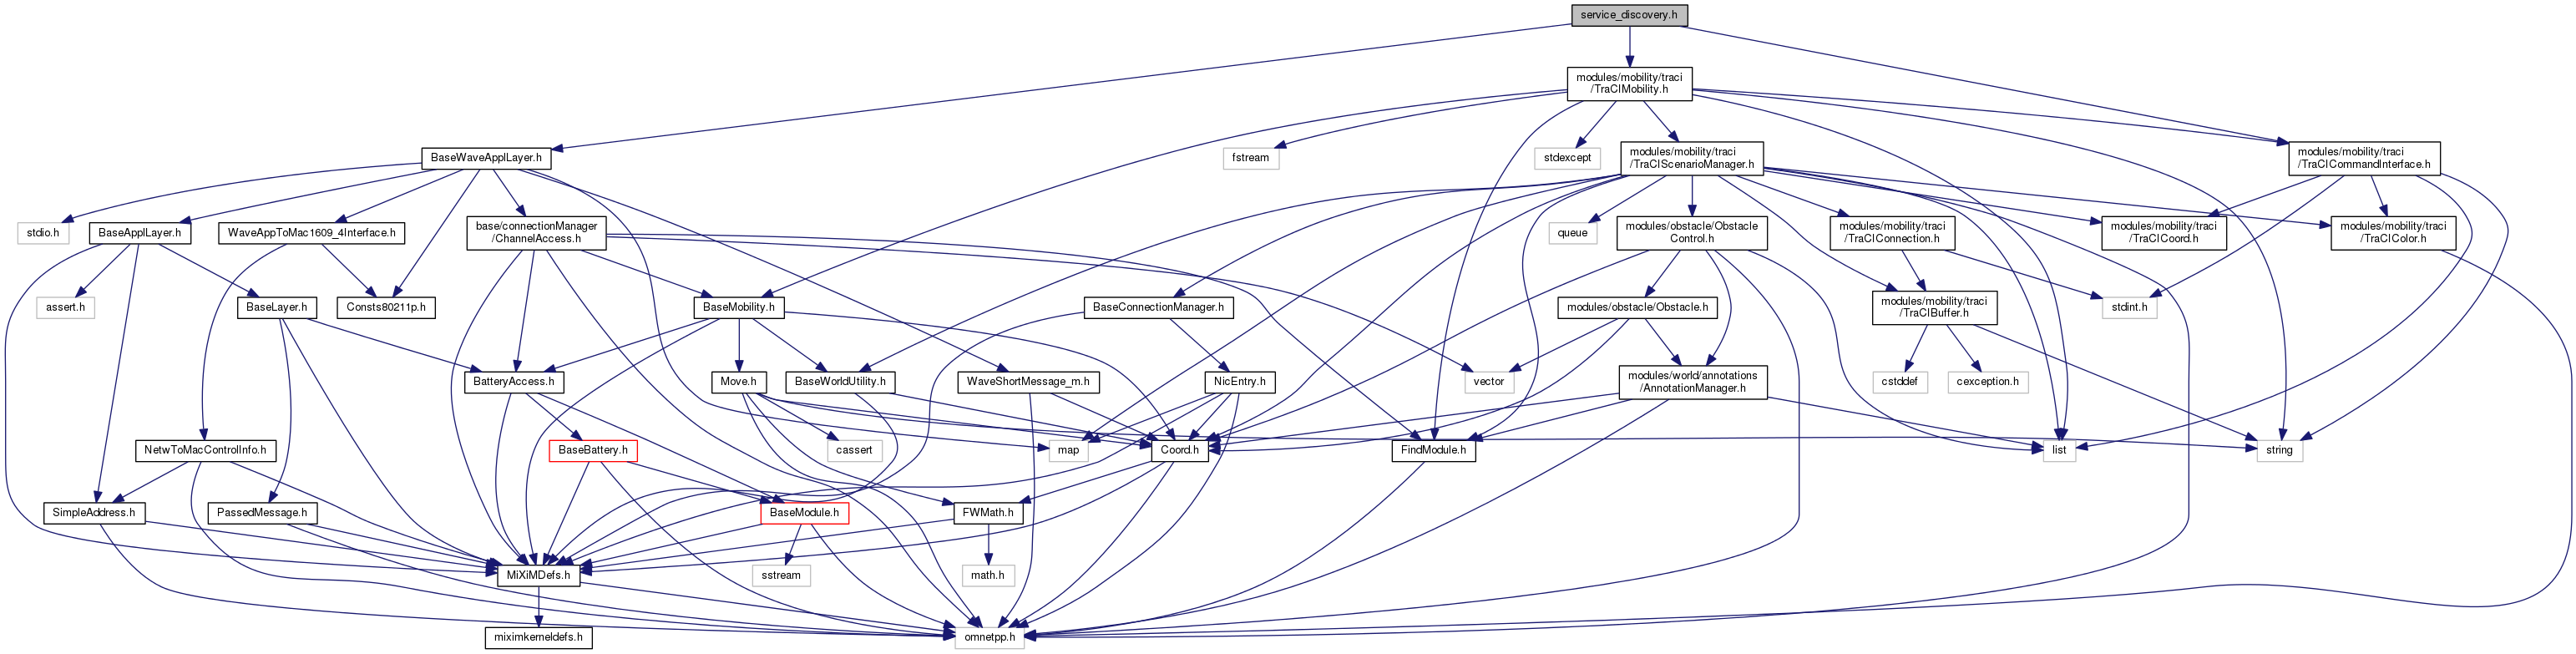 service_discovery.h
modules/mobility/traci
/TraCIMobility.h
BaseWaveApplLayer.h
fstream
stdexcept
modules/mobility/traci
/TraCIScenarioManager.h
modules/mobility/traci
/TraCICommandInterface.h
stdio.h
BaseApplLayer.h
WaveAppToMac1609_4Interface.h
base/connectionManager
/ChannelAccess.h
queue
modules/obstacle/Obstacle
Control.h
modules/mobility/traci
/TraCIConnection.h
modules/mobility/traci
/TraCICoord.h
modules/mobility/traci
/TraCIColor.h
assert.h
BaseLayer.h
Consts80211p.h
BaseMobility.h
BaseConnectionManager.h
modules/obstacle/Obstacle.h
modules/mobility/traci
/TraCIBuffer.h
stdint.h
BatteryAccess.h
Move.h
BaseWorldUtility.h
WaveShortMessage_m.h
NicEntry.h
vector
modules/world/annotations
/AnnotationManager.h
cstddef
cexception.h
NetwToMacControlInfo.h
BaseBattery.h
cassert
map
Coord.h
FindModule.h
list
string
SimpleAddress.h
PassedMessage.h
BaseModule.h
FWMath.h
MiXiMDefs.h
sstream
math.h
miximkerneldefs.h
omnetpp.h